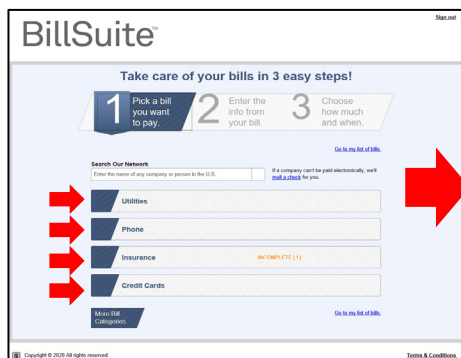 Sign out
BillSuite™
Take care of your bills in 3 easy steps!
1 Pick a bill you want to pay.
2 Enter the info from your bill.
3 Choose how much and when.
Go to my list of bills.
Search Our Network
Enter the name of any company or person in the U.S.
If a company can't be paid electronically, we'll
mail a check for you.
Utilities
Phone
Insurance INCOMPLETE (1)
Credit Cards
More Bill
Categories
Go to my list of bills.
Copyright © 2020 All rights reserved
Terms & Conditions